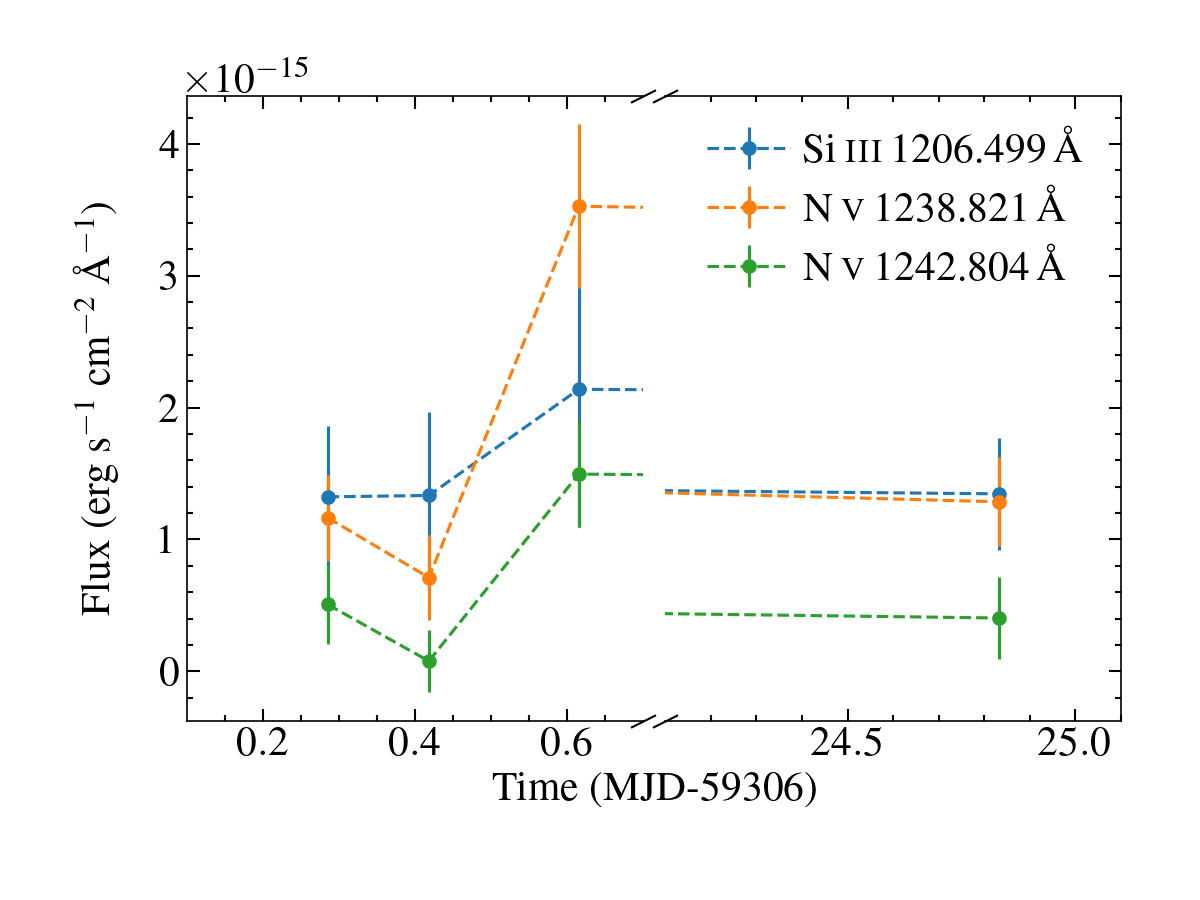 ×10⁻¹⁵
Si III 1206.499 Å
N V 1238.821 Å
N V 1242.804 Å
4
3
2
1
0
Flux (erg s⁻¹ cm⁻² Å⁻¹)
0.2 0.4 0.6 24.5 25.0
Time (MJD-59306)